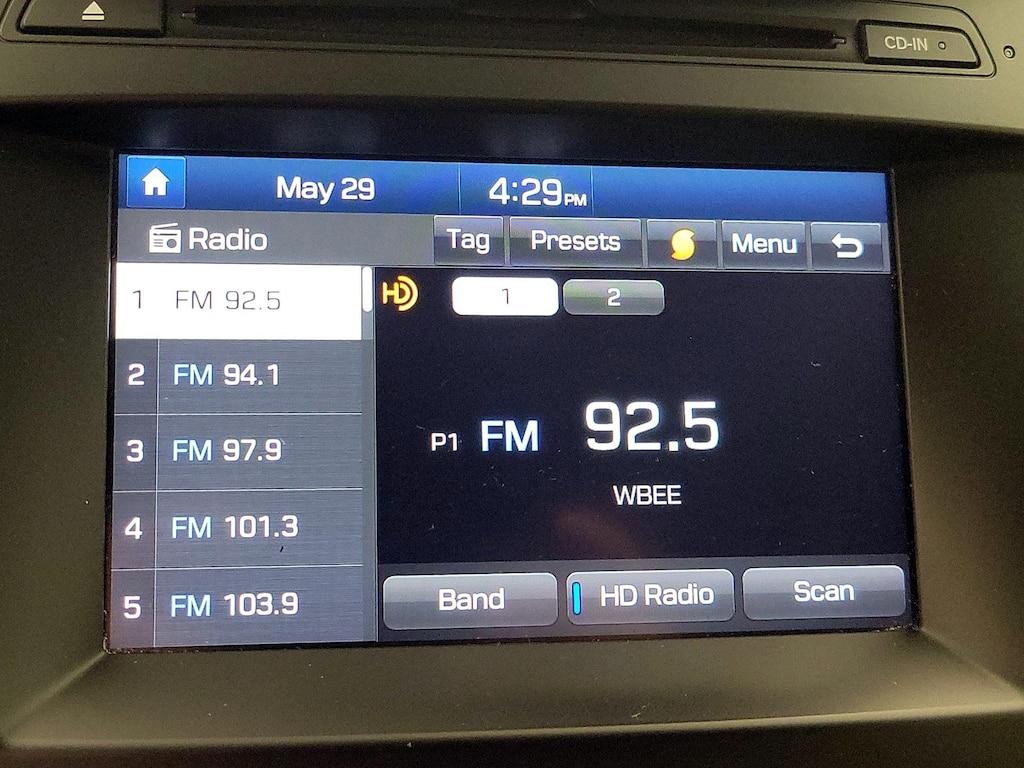 CD-IN
May 29 4:29PM
Radio Tag Presets Menu
1 FM 92.5
HD 1 2
2 FM 94.1
3 FM 97.9
4 FM 101.3
5 FM 103.9
P1 FM 92.5
WBEE
Band HD Radio Scan